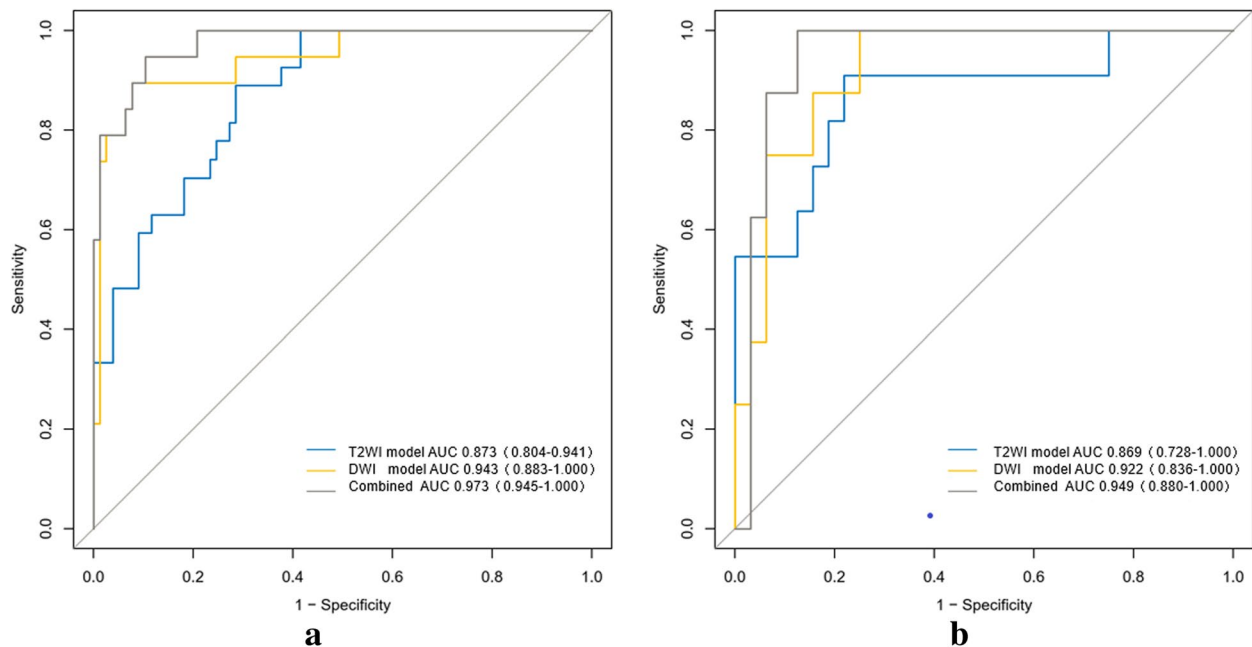 1.0
0.8
0.6
0.4
0.2
0.0
Sensitivity
T2WI model AUC 0.873 (0.804-0.941)
DWI model AUC 0.943 (0.883-1.000)
Combined AUC 0.973 (0.945-1.000)
0.0 0.2 0.4 0.6 0.8 1.0
1 − Specificity
a
1.0
0.8
0.6
0.4
0.2
0.0
Sensitivity
T2WI model AUC 0.869 (0.728-1.000)
DWI model AUC 0.922 (0.836-1.000)
Combined AUC 0.949 (0.880-1.000)
0.0 0.2 0.4 0.6 0.8 1.0
1 − Specificity
b